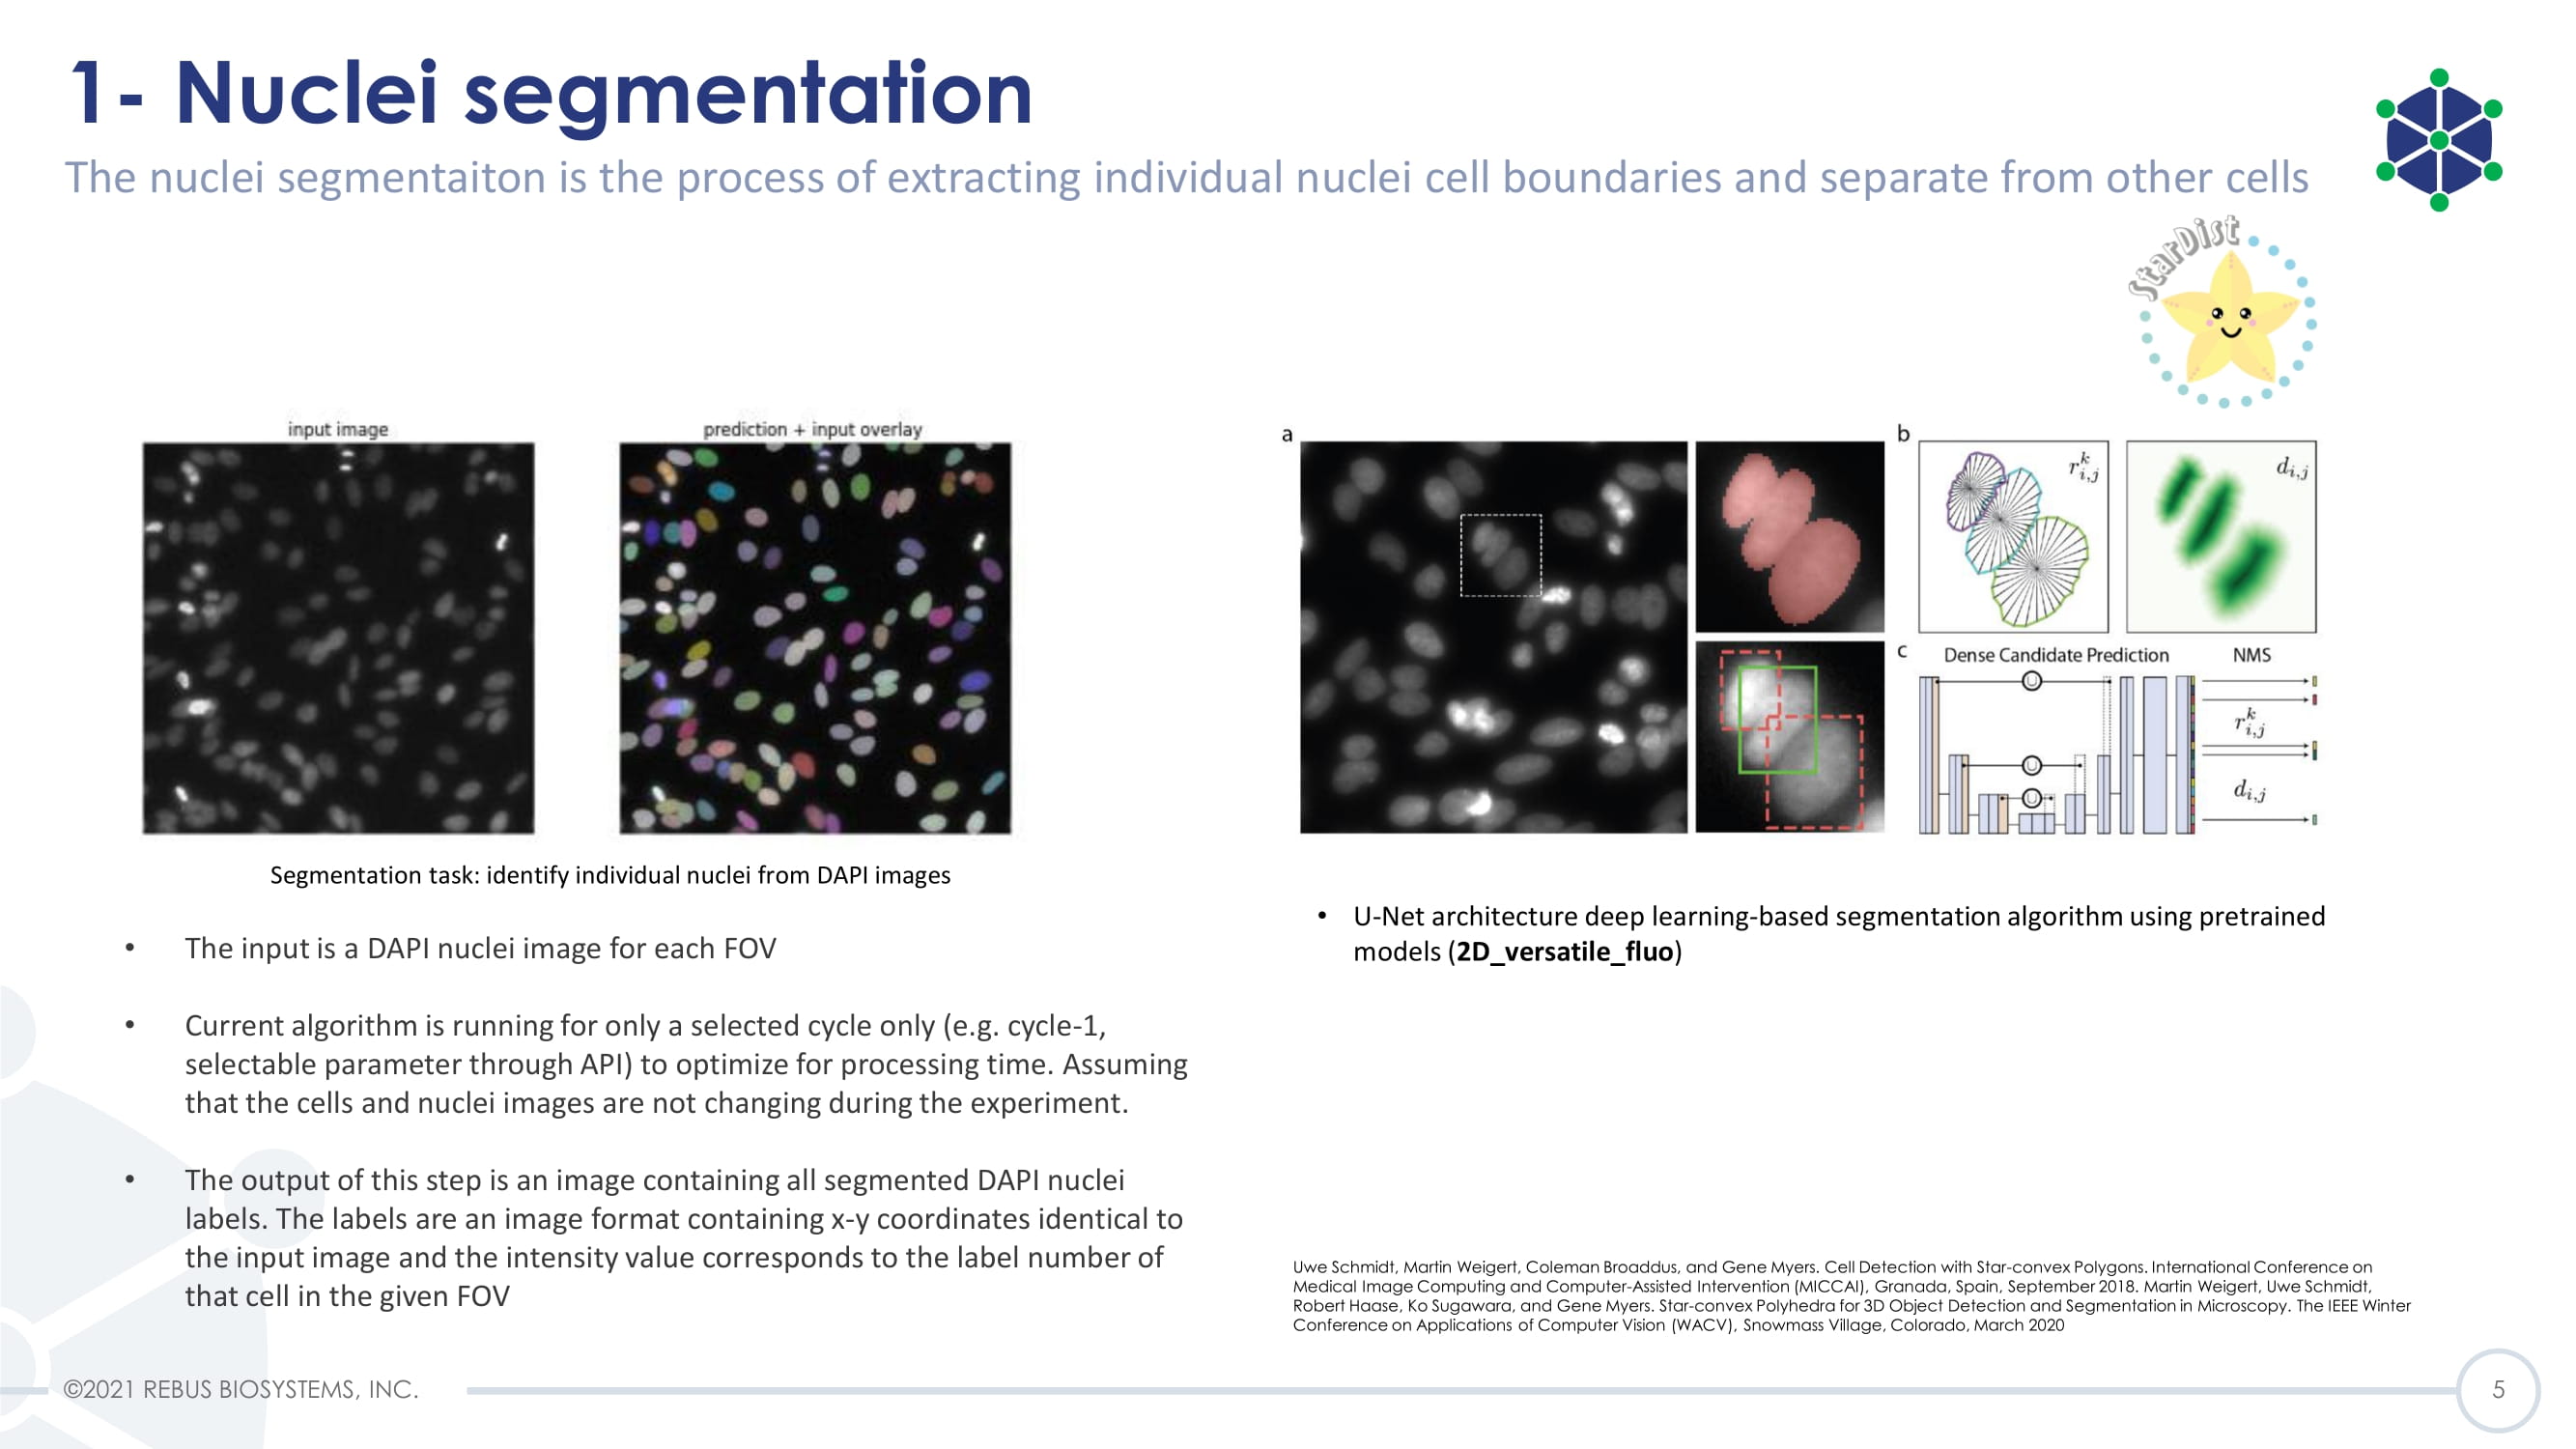 1- Nuclei segmentation
The nuclei segmentaiton is the process of extracting individual nuclei cell boundaries and separate from other cells
StarDist
input image
prediction + input overlay
Segmentation task: identify individual nuclei from DAPI images
• The input is a DAPI nuclei image for each FOV
• Current algorithm is running for only a selected cycle only (e.g. cycle-1,
selectable parameter through API) to optimize for processing time. Assuming
that the cells and nuclei images are not changing during the experiment.
• The output of this step is an image containing all segmented DAPI nuclei
labels. The labels are an image format containing x-y coordinates identical to
the input image and the intensity value corresponds to the label number of
that cell in the given FOV
a
b
r^k_{i,j}
d_{i,j}
c
Dense Candidate Prediction
NMS
U
r^k_{i,j}
U
d_{i,j}
U
• U-Net architecture deep learning-based segmentation algorithm using pretrained
models (2D_versatile_fluo)
Uwe Schmidt, Martin Weigert, Coleman Broaddus, and Gene Myers. Cell Detection with Star-convex Polygons. International Conference on
Medical Image Computing and Computer-Assisted Intervention (MICCAI), Granada, Spain, September 2018. Martin Weigert, Uwe Schmidt,
Robert Haase, Ko Sugawara, and Gene Myers. Star-convex Polyhedra for 3D Object Detection and Segmentation in Microscopy. The IEEE Winter
Conference on Applications of Computer Vision (WACV), Snowmass Village, Colorado, March 2020
©2021 REBUS BIOSYSTEMS, INC.
5